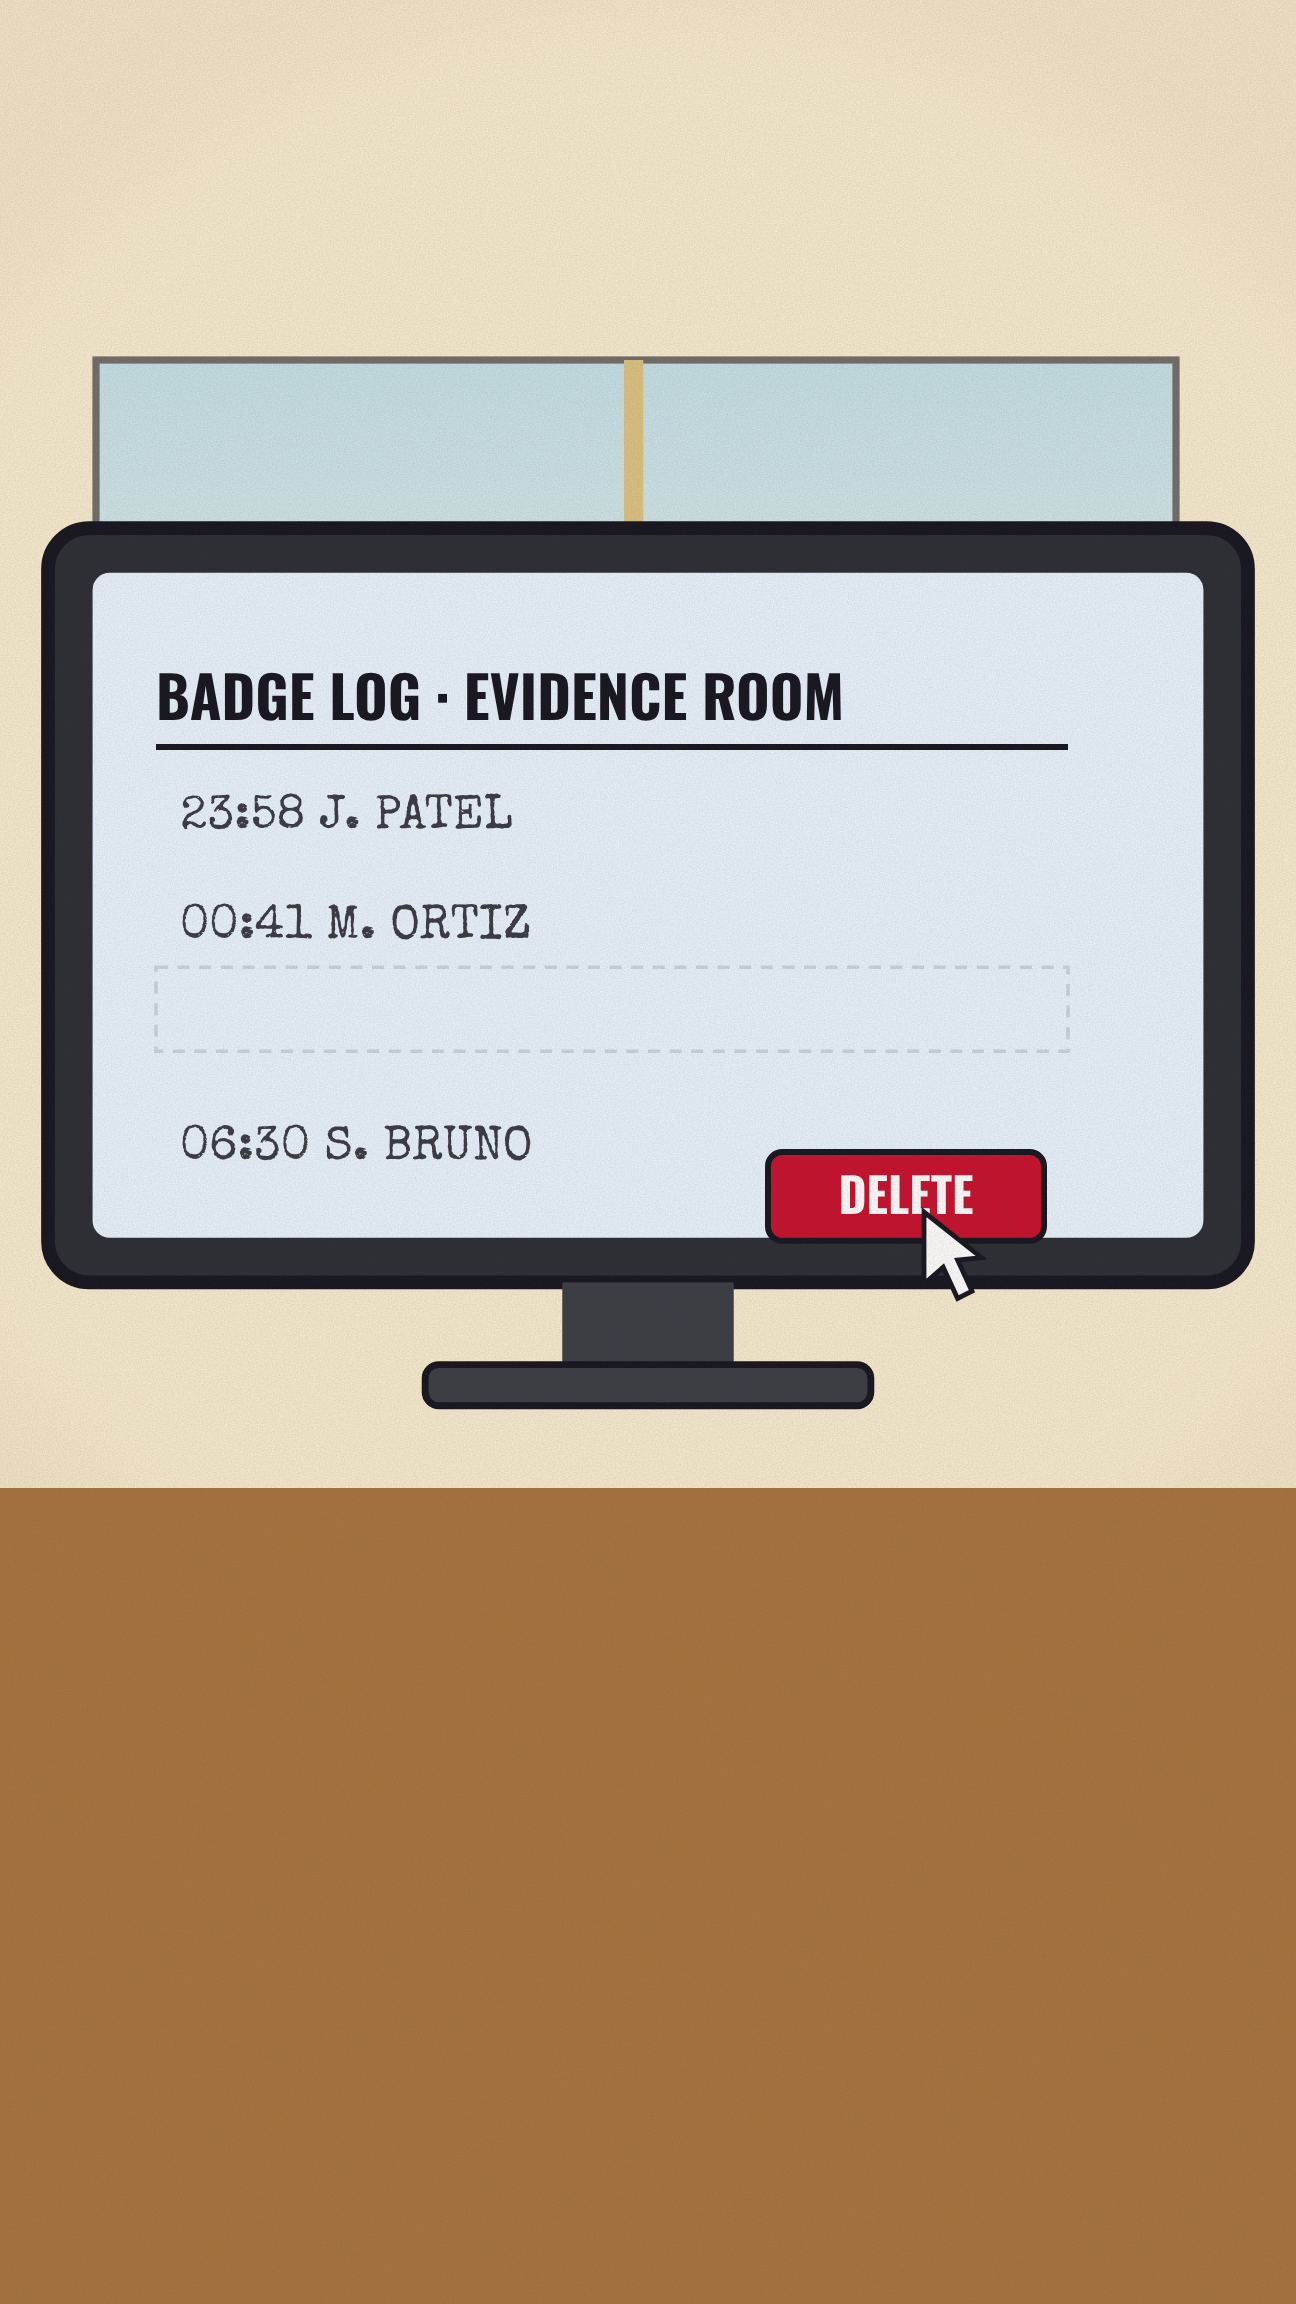 BADGE LOG · EVIDENCE ROOM
23:58 J. PATEL
00:41 M. ORTIZ
06:30 S. BRUNO
DELETE